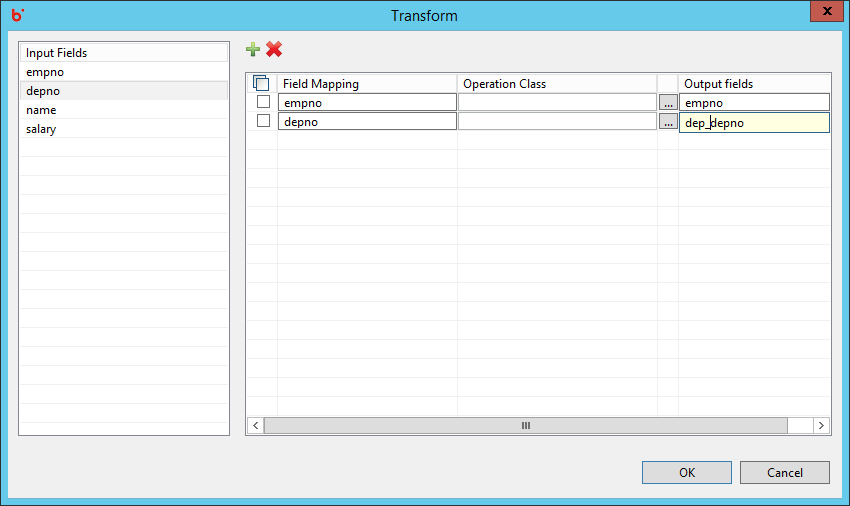 Transform
Input Fields
empno
depno
name
salary
Field Mapping Operation Class Output fields
empno ... empno
depno ... dep_depno
OK Cancel